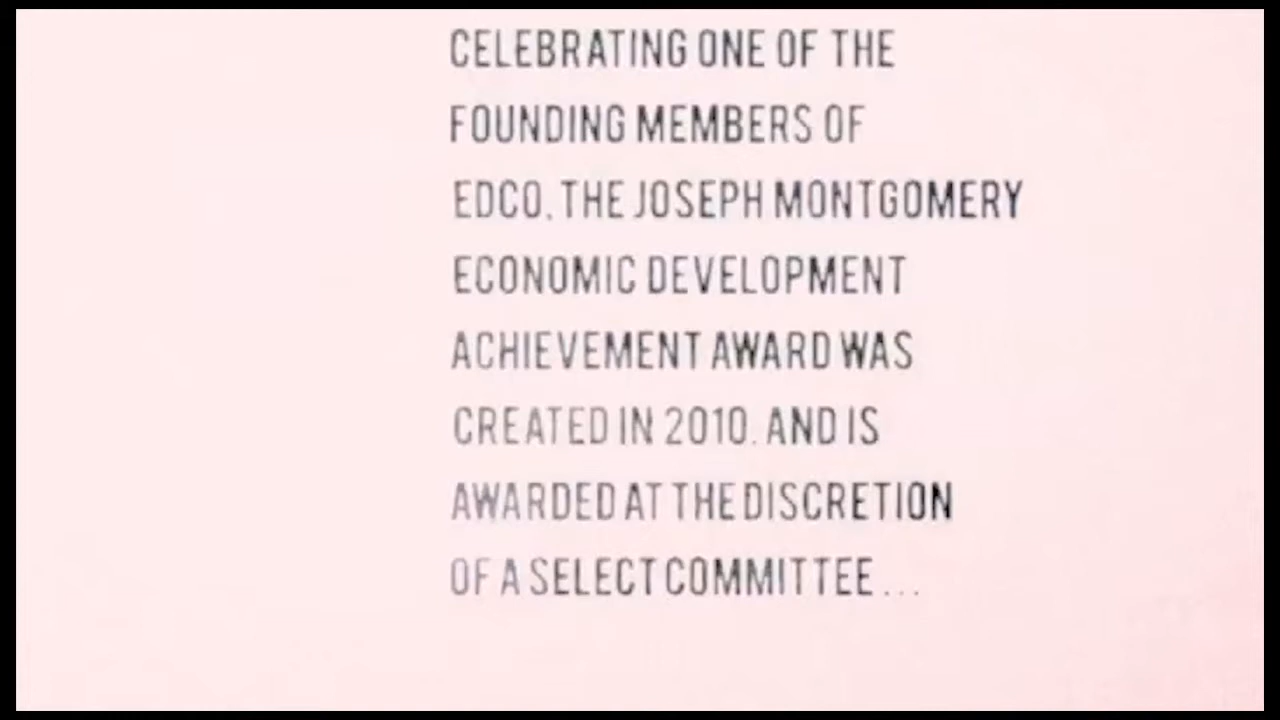 CELEBRATING ONE OF THE
FOUNDING MEMBERS OF
EDCO, THE JOSEPH MONTGOMERY
ECONOMIC DEVELOPMENT
ACHIEVEMENT AWARD WAS
CREATED IN 2010, AND IS
AWARDED AT THE DISCRETION
OF A SELECT COMMITTEE ...